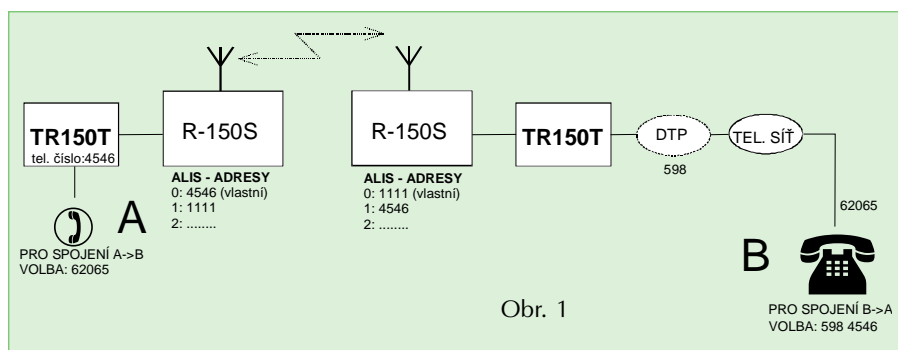 TR150T
tel. číslo:4546
A
PRO SPOJENÍ A->B
VOLBA: 62065
R-150S
ALIS - ADRESY
0: 4546 (vlastní)
1: 1111
2: ........
R-150S
ALIS - ADRESY
0: 1111 (vlastní)
1: 4546
2: ........
TR150T
DTP
598
TEL. SÍŤ
62065
B
PRO SPOJENÍ B->A
VOLBA: 598 4546
Obr. 1